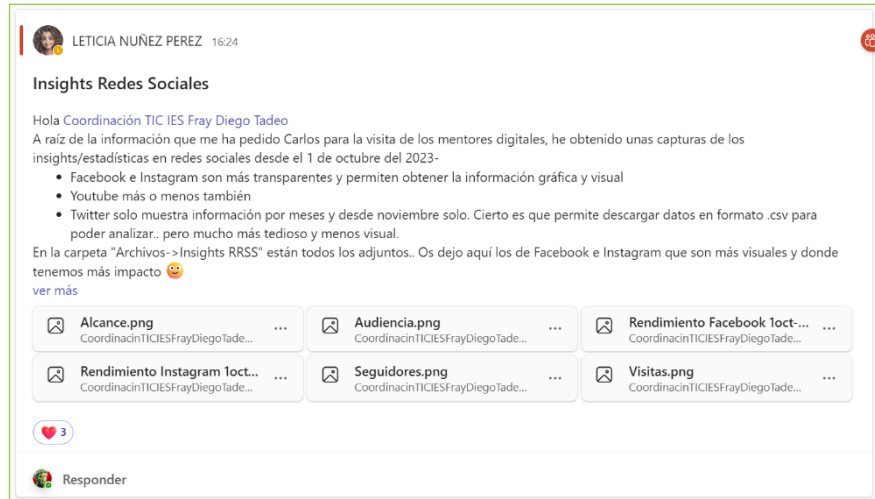 LETICIA NUÑEZ PEREZ 16:24
Insights Redes Sociales
Hola Coordinación TIC IES Fray Diego Tadeo
A raíz de la información que me ha pedido Carlos para la visita de los mentores digitales, he obtenido unas capturas de los
insights/estadísticas en redes sociales desde el 1 de octubre del 2023-
• Facebook e Instagram son más transparentes y permiten obtener la información gráfica y visual
• Youtube más o menos también
• Twitter solo muestra información por meses y desde noviembre solo. Cierto es que permite descargar datos en formato .csv para
poder analizar.. pero mucho más tedioso y menos visual.
En la carpeta "Archivos->Insights RRSS" están todos los adjuntos.. Os dejo aquí los de Facebook e Instagram que son más visuales y donde
tenemos más impacto
ver más
Alcance.png ... Audiencia.png ... Rendimiento Facebook 1oct-... ...
CoordinacinTICIESFrayDiegoTade... CoordinacinTICIESFrayDiegoTade... CoordinacinTICIESFrayDiegoTade...
Rendimiento Instagram 1oct... ... Seguidores.png ... Visitas.png ...
CoordinacinTICIESFrayDiegoTade... CoordinacinTICIESFrayDiegoTade... CoordinacinTICIESFrayDiegoTade...
3
Responder